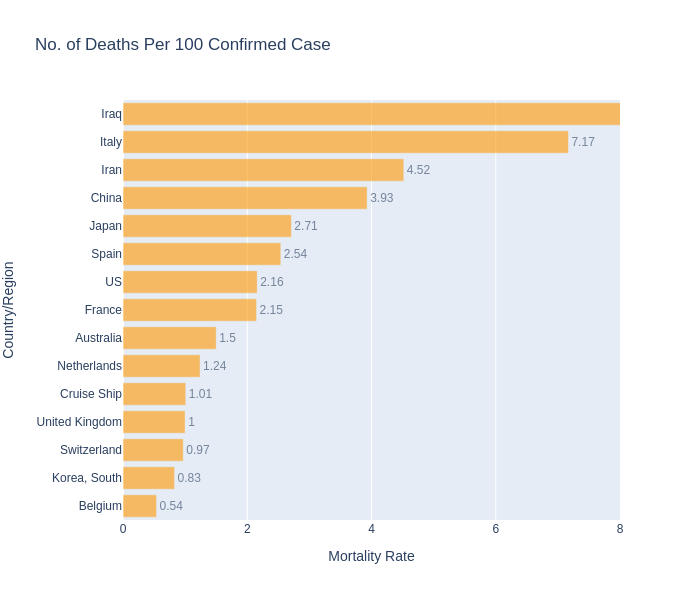 No. of Deaths Per 100 Confirmed Case
Country/Region
Iraq
Italy 7.17
Iran 4.52
China 3.93
Japan 2.71
Spain 2.54
US 2.16
France 2.15
Australia 1.5
Netherlands 1.24
Cruise Ship 1.01
United Kingdom 1
Switzerland 0.97
Korea, South 0.83
Belgium 0.54
0 2 4 6 8
Mortality Rate